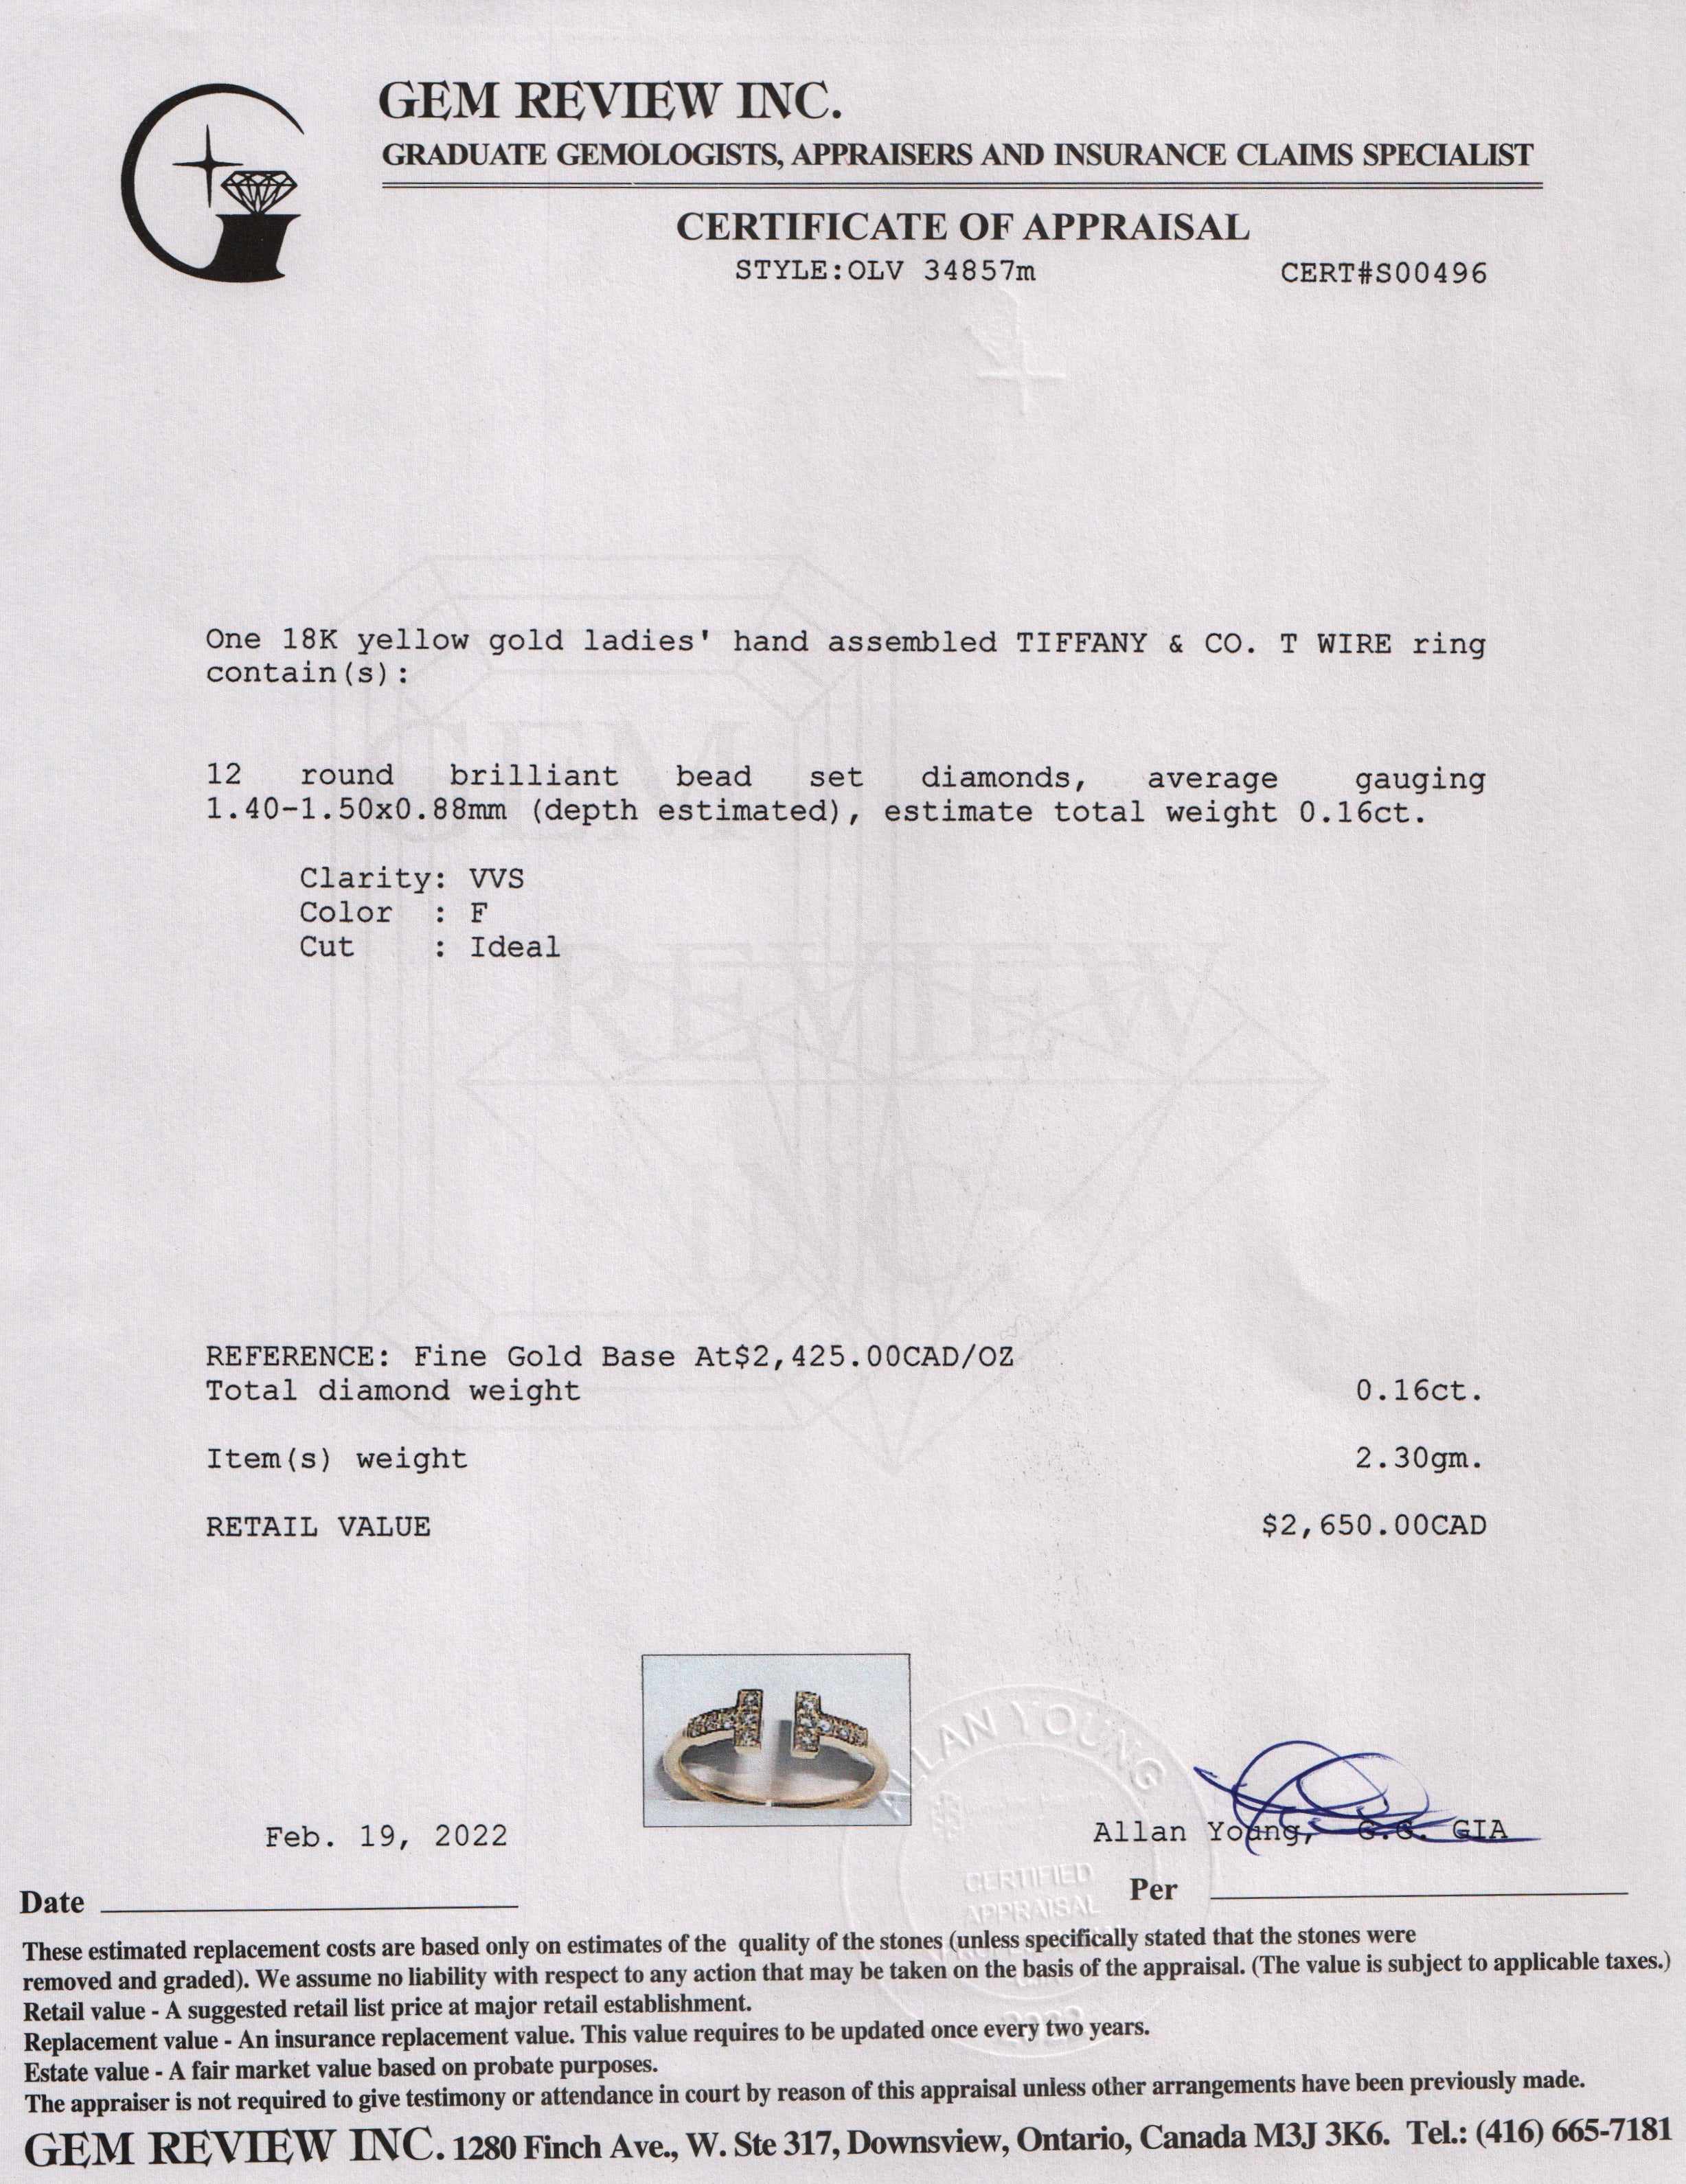 GEM REVIEW INC.
GRADUATE GEMOLOGISTS, APPRAISERS AND INSURANCE CLAIMS SPECIALIST
CERTIFICATE OF APPRAISAL
STYLE:OLV 34857m CERT#S00496
One 18K yellow gold ladies' hand assembled TIFFANY & CO. T WIRE ring
contain(s):
GEM
12 round brilliant bead set diamonds, average gauging
1.40-1.50x0.88mm (depth estimated), estimate total weight 0.16ct.
Clarity: VVS
Color : F
Cut : Ideal
REVIEW
INC.
REFERENCE: Fine Gold Base At$2,425.00CAD/OZ
Total diamond weight 0.16ct.
Item(s) weight 2.30gm.
RETAIL VALUE $2,650.00CAD
ALLAN YOUNG
Feb. 19, 2022 Allan Young, G.G. GIA
CERTIFIED
APPRAISAL
Date Per
These estimated replacement costs are based only on estimates of the quality of the stones (unless specifically stated that the stones were
removed and graded). We assume no liability with respect to any action that may be taken on the basis of the appraisal. (The value is subject to applicable taxes.)
Retail value - A suggested retail list price at major retail establishment.
Replacement value - An insurance replacement value. This value requires to be updated once every two years.
Estate value - A fair market value based on probate purposes.
The appraiser is not required to give testimony or attendance in court by reason of this appraisal unless other arrangements have been previously made.
GEM REVIEW INC. 1280 Finch Ave., W. Ste 317, Downsview, Ontario, Canada M3J 3K6. Tel.: (416) 665-7181